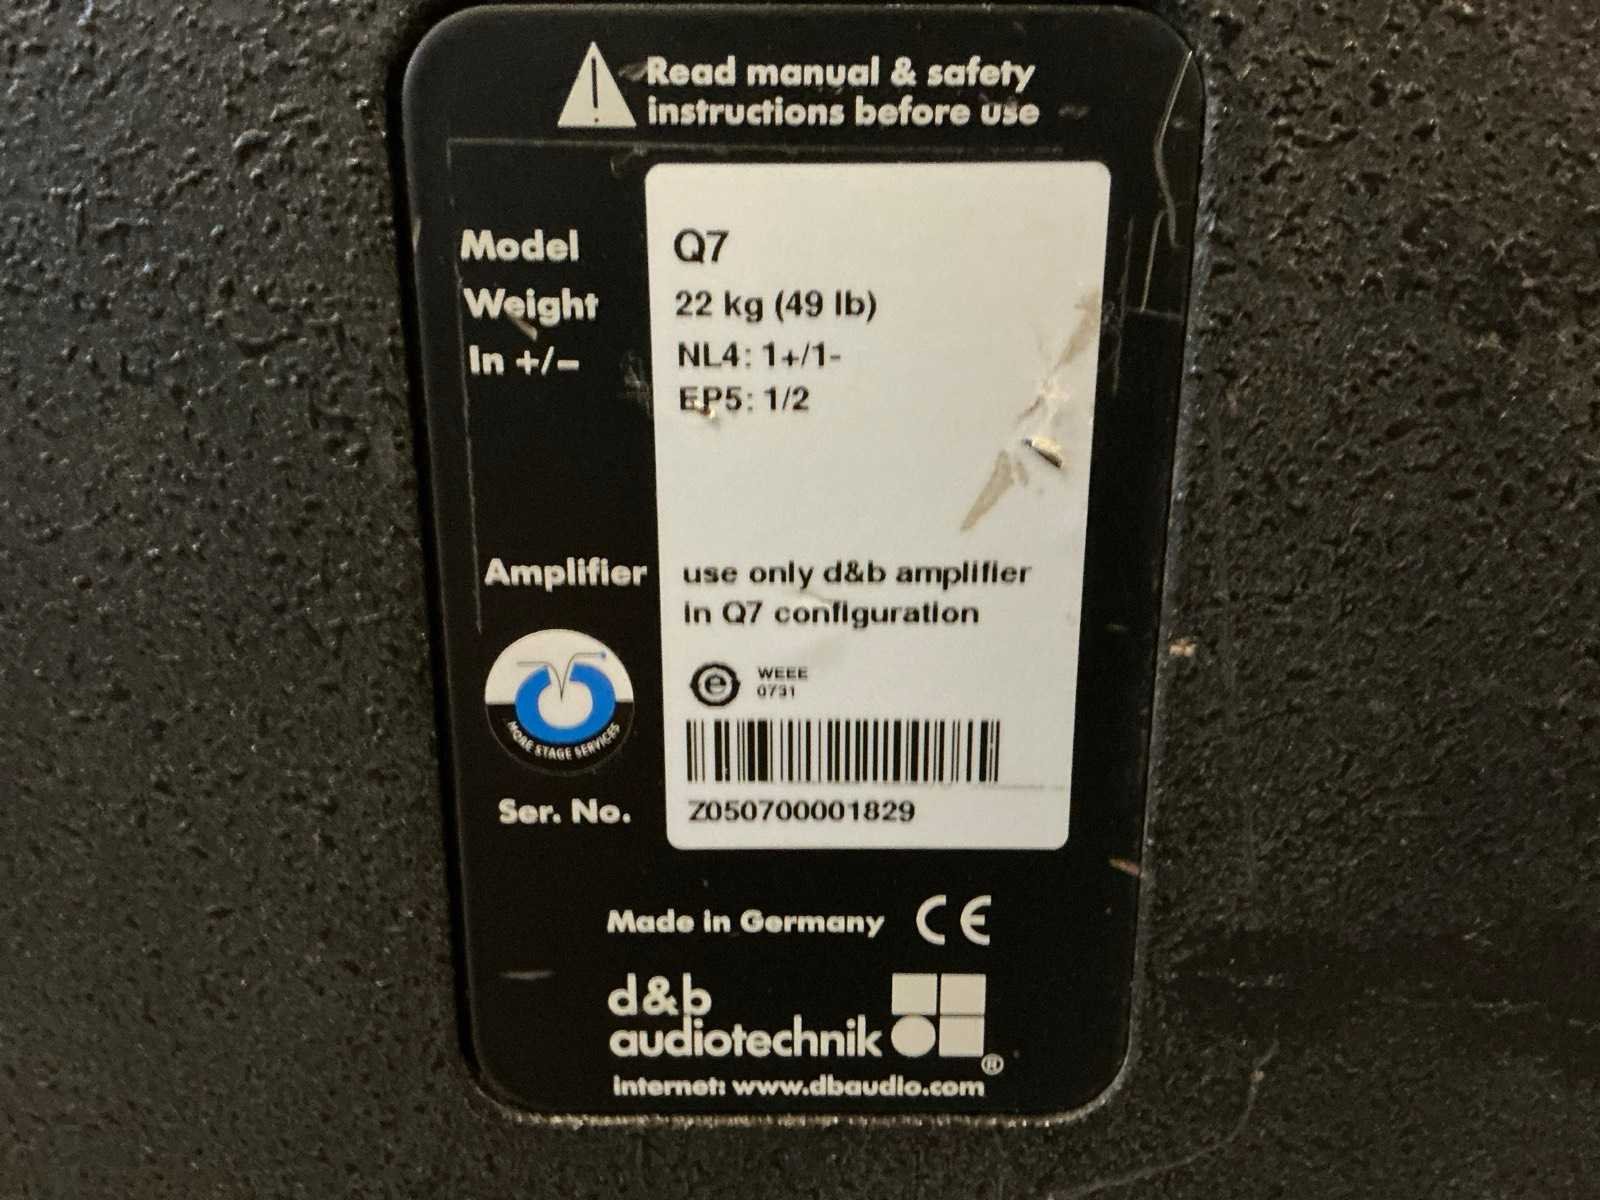 Read manual & safety
instructions before use
Model Q7
Weight 22 kg (49 lb)
In +/− NL4: 1+/1-
EP5: 1/2
Amplifier use only d&b amplifier
in Q7 configuration
MORE STAGE SERVICES
e WEEE
0731
Ser. No. Z050700001829
Made in Germany CE
d&b
audiotechnik ®
internet: www.dbaudio.com